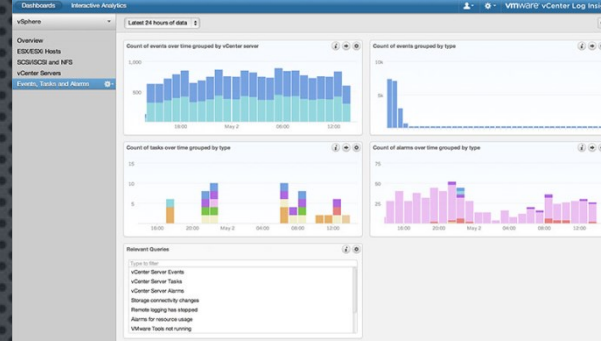 Dashboards Interactive Analytics
vmware vCenter Log Insi
vSphere
Latest 24 hours of data
Overview
ESX/ESXi Hosts
SCSI/iSCSI and NFS
vCenter Servers
Events, Tasks and Alarms
Count of events over time grouped by vCenter server
1,000
500
16:00 May 2 06:00 12:00
Count of events grouped by type
10k
5k
Count of tasks over time grouped by type
15
10
5
16:00 20:00 May 2 04:00 08:00 12:00
Count of alarms over time grouped by type
75
50
25
16:00 20:00 May 2 04:00 08:00 12:00
Relevant Queries
Type to filter
vCenter Server Events
vCenter Server Tasks
vCenter Server Alarms
Storage connectivity changes
Remote logging has stopped
Alarms for resource usage
VMware Tools not running